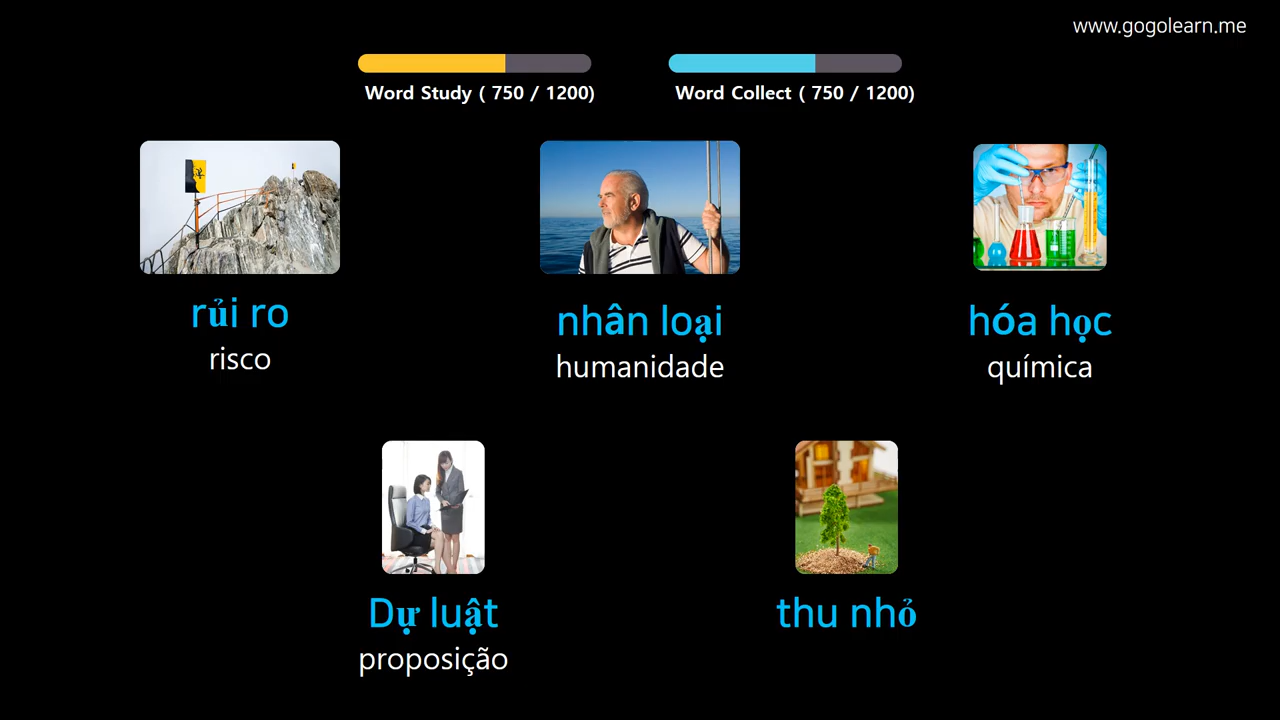 www.gogolearn.me
Word Study ( 750 / 1200)
Word Collect ( 750 / 1200)
rủi ro
risco
nhân loại
humanidade
hóa học
química
Dự luật
proposição
thu nhỏ